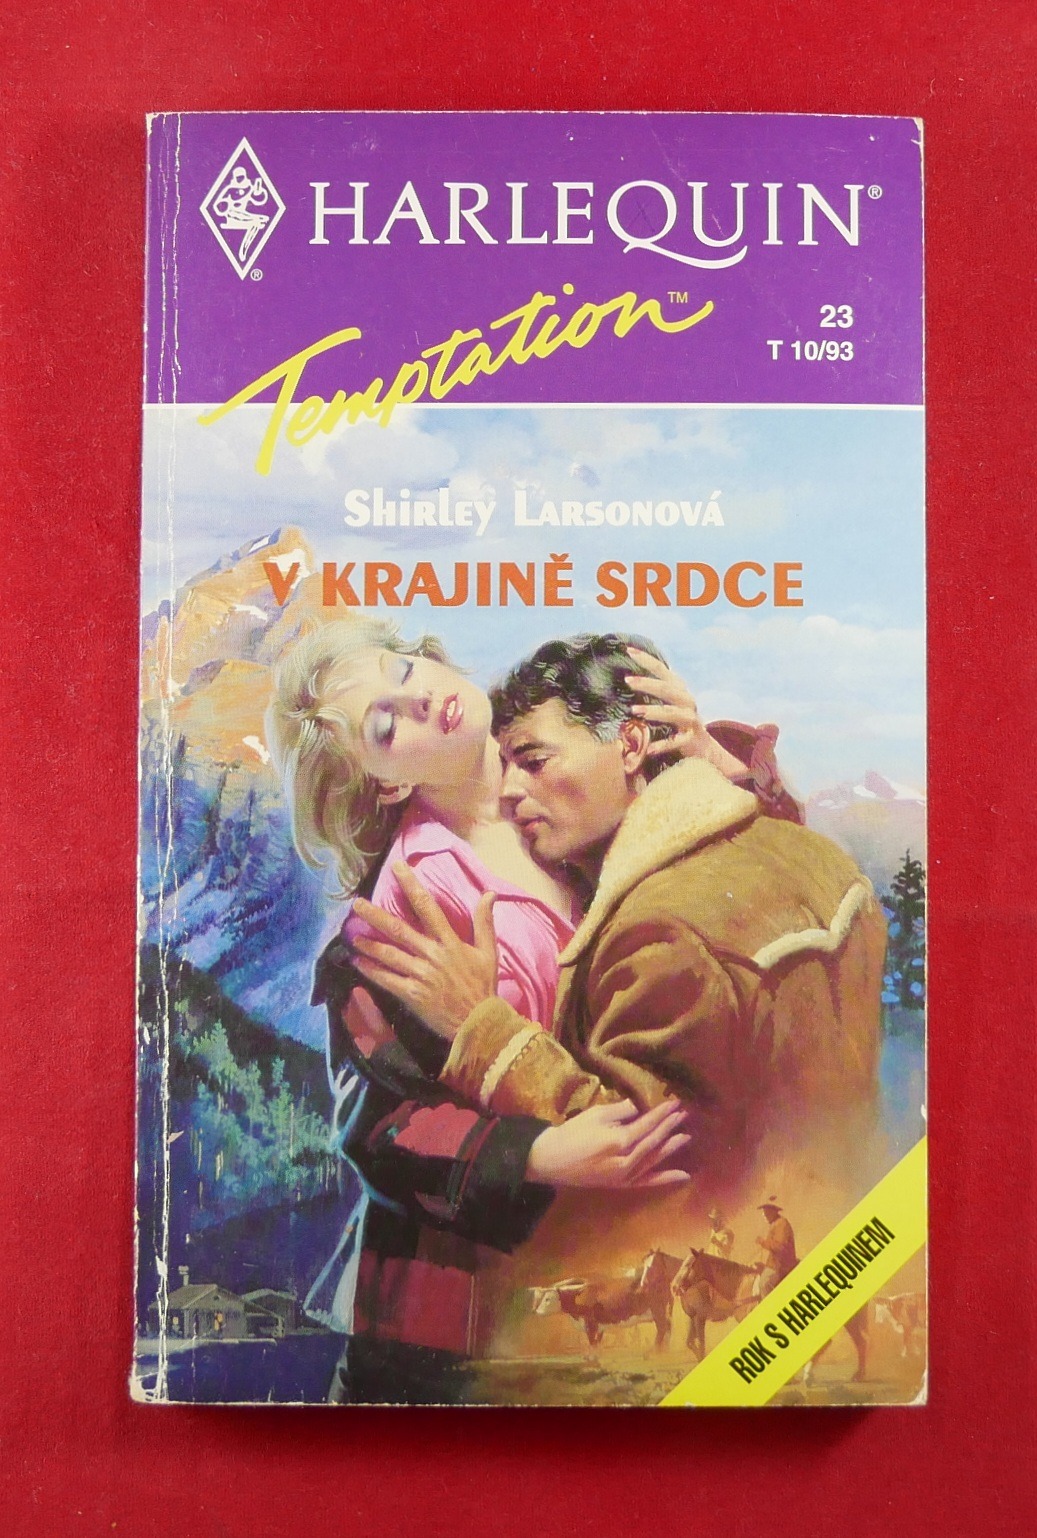 HARLEQUIN®
®
Temptation™
23
T 10/93
Shirley Larsonová
V KRAJINĚ SRDCE
ROK S HARLEQUINEM